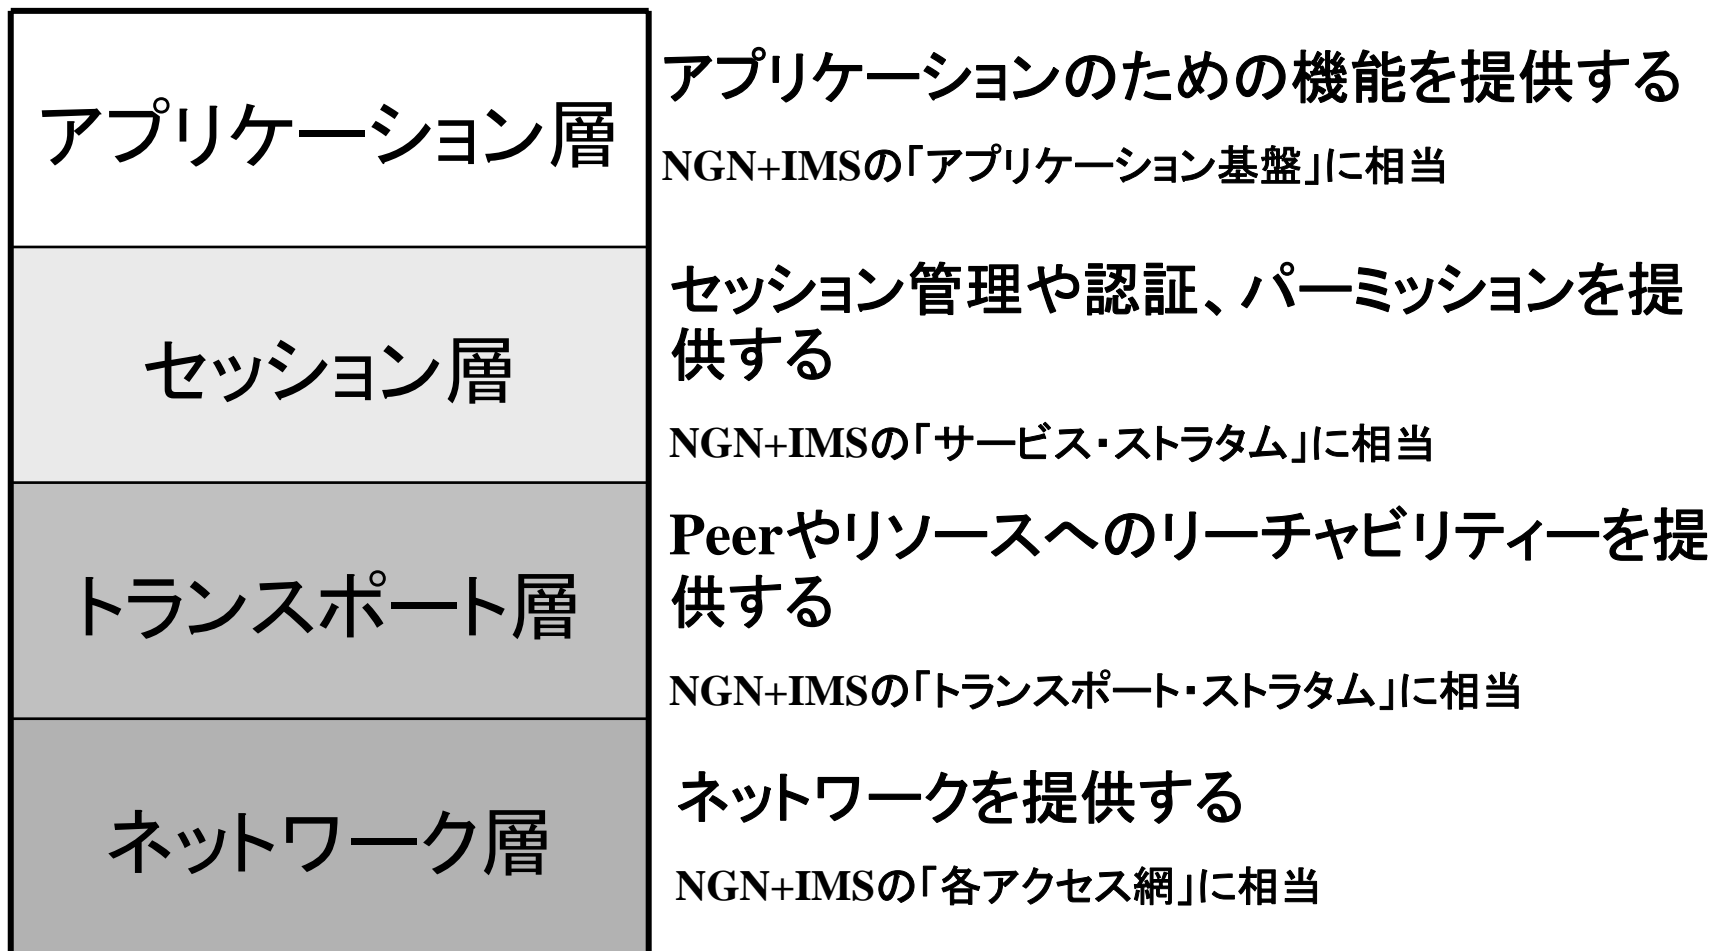 アプリケーション層
アプリケーションのための機能を提供する
NGN+IMSの「アプリケーション基盤」に相当
セッション層
セッション管理や認証、パーミッションを提
供する
NGN+IMSの「サービス・ストラタム」に相当
トランスポート層
Peerやリソースへのリーチャビリティーを提
供する
NGN+IMSの「トランスポート・ストラタム」に相当
ネットワーク層
ネットワークを提供する
NGN+IMSの「各アクセス網」に相当